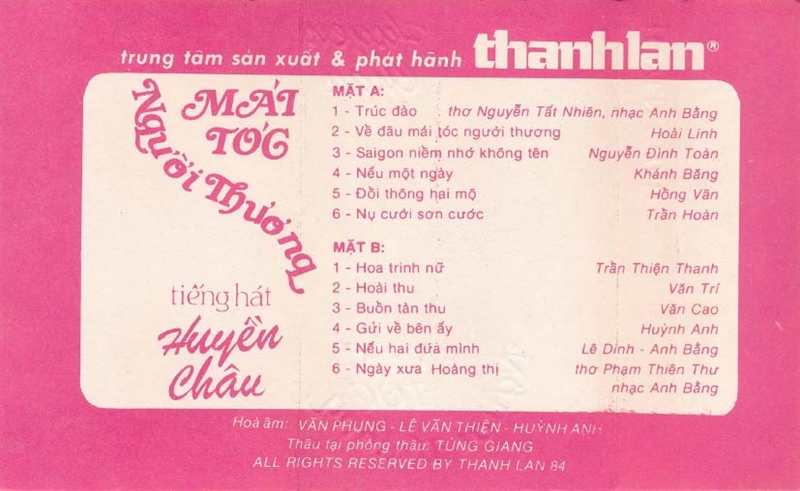 trung tâm sản xuất & phát hành thanhlan®
MÁI
TÓC
Người Thương
tiếng hát
Huyền
Châu
MẶT A:
1 - Trúc đào thơ Nguyễn Tất Nhiên, nhạc Anh Bằng
2 - Về đâu mái tóc người thương Hoài Linh
3 - Saigon niềm nhớ không tên Nguyễn Đình Toàn
4 - Nếu một ngày Khánh Băng
5 - Đồi thông hai mộ Hồng Vân
6 - Nụ cười sơn cước Trần Hoàn
MẶT B:
1 - Hoa trinh nữ Trần Thiện Thanh
2 - Hoài thu Văn Trí
3 - Buồn tàn thu Văn Cao
4 - Gửi về bên ấy Huỳnh Anh
5 - Nếu hai đứa mình Lê Dinh - Anh Bằng
6 - Ngày xưa Hoàng thị thơ Phạm Thiên Thư
nhạc Anh Bằng
Hoà âm: VĂN PHỤNG - LÊ VĂN THIỆN - HUỲNH ANH
Thâu tại phòng thâu: TÙNG GIANG
ALL RIGHTS RESERVED BY THANH LAN 84